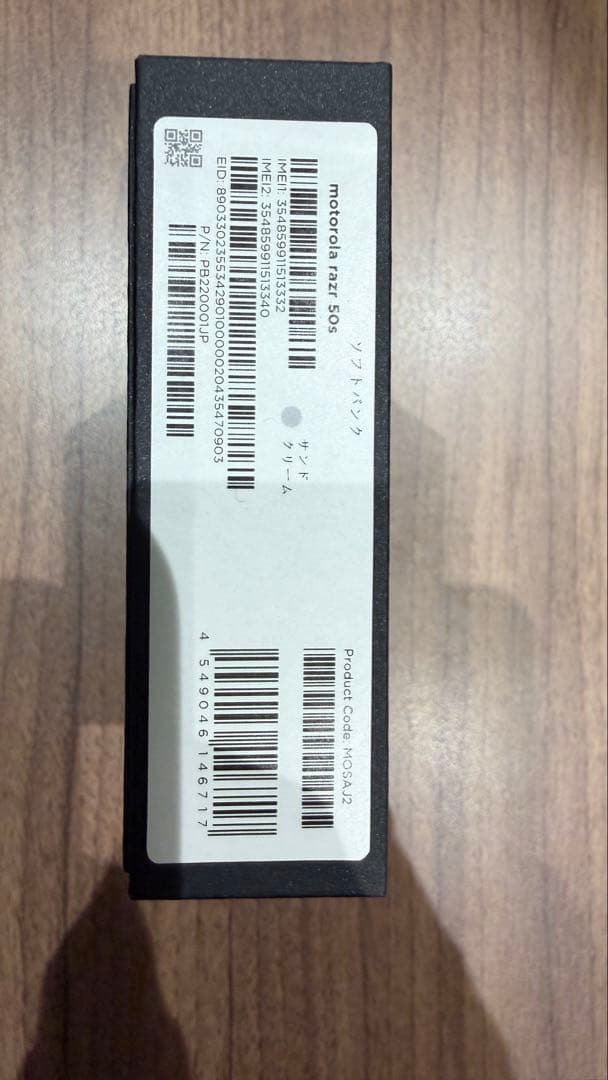 ソフトバンク
motorola razr 50s
IMEI1: 354859911513332
IMEI2: 354859911513340
EID: 89033023553429010000020435470903
P/N: PB220001JP
サンド
クリーム
Product Code: MOSAJ2
4 549046 146717